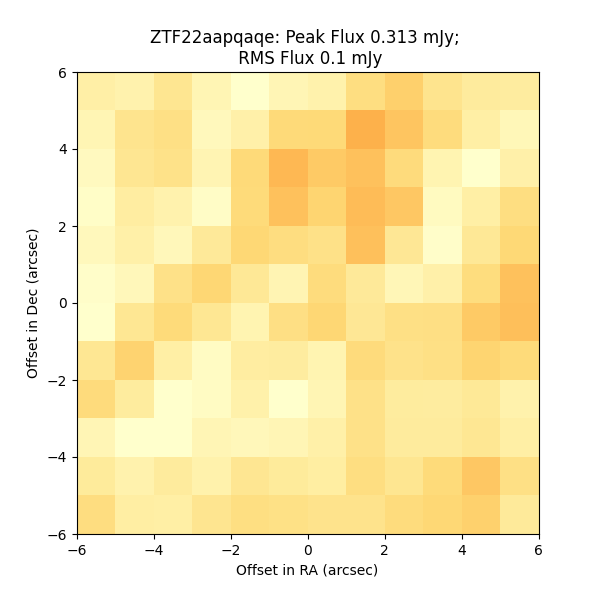 ZTF22aapqaqe: Peak Flux 0.313 mJy;
RMS Flux 0.1 mJy
6
4
2
0
−2
−4
−6
Offset in Dec (arcsec)
−6 −4 −2 0 2 4 6
Offset in RA (arcsec)